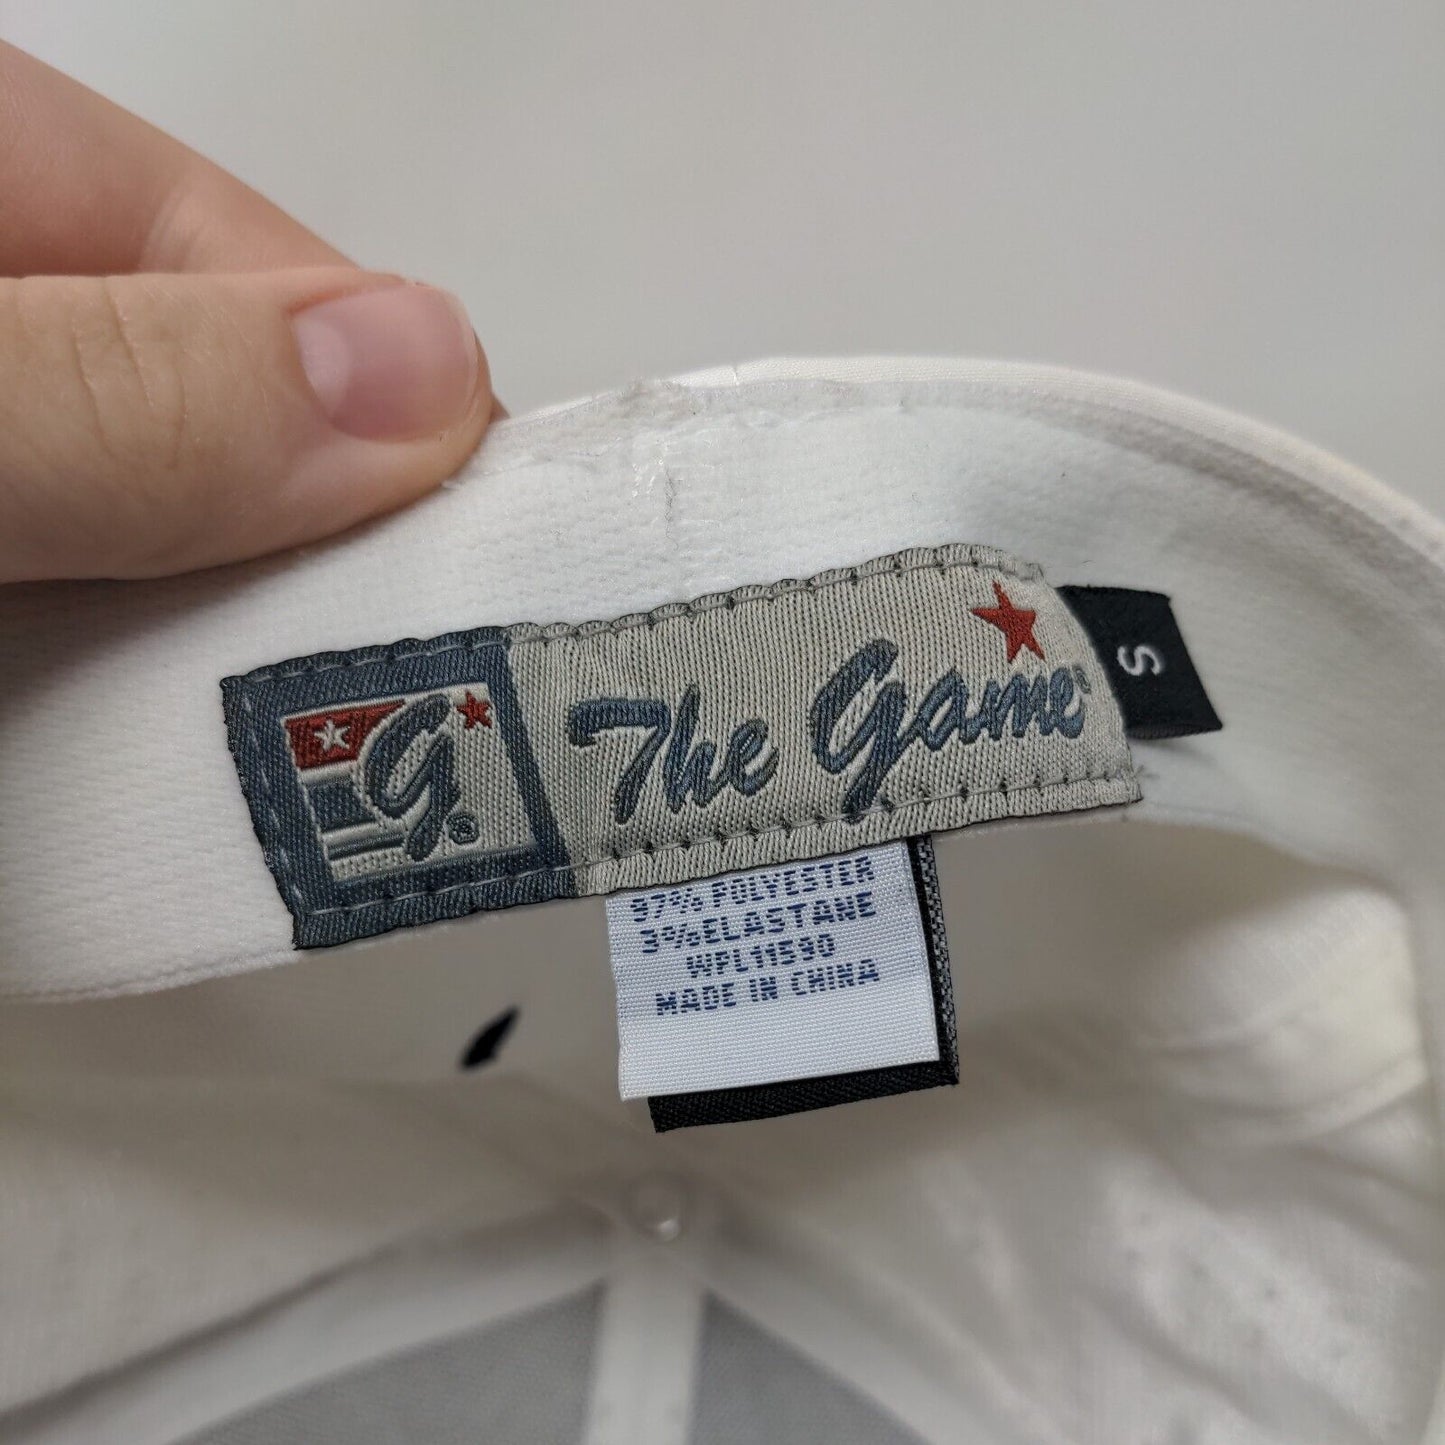 G®
The Game®
S
97% POLYESTER
3%ELASTANE
WPL11590
MADE IN CHINA